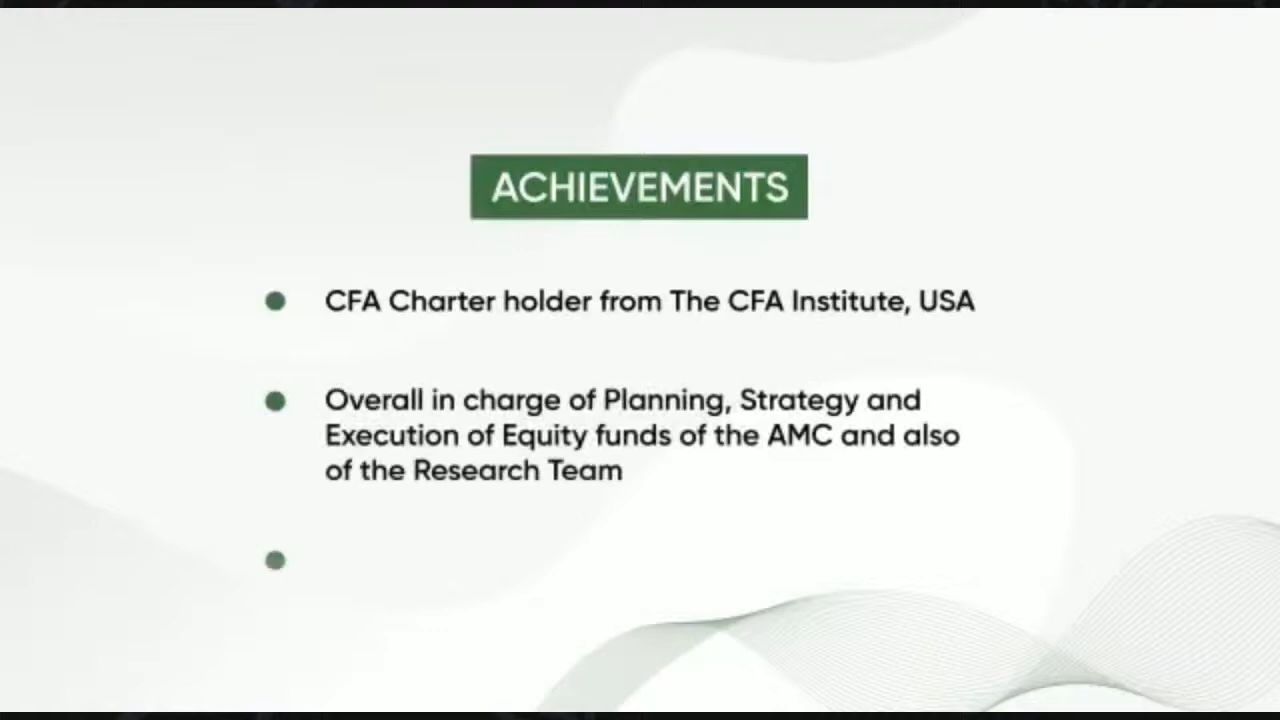 ACHIEVEMENTS
CFA Charter holder from The CFA Institute, USA
Overall in charge of Planning, Strategy and
Execution of Equity funds of the AMC and also
of the Research Team